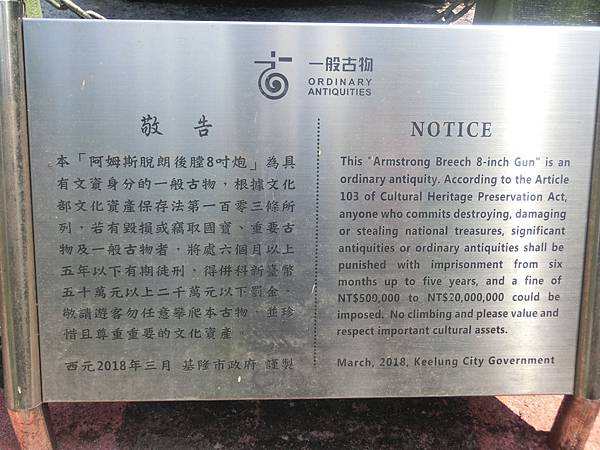 一般古物
ORDINARY
ANTIQUITIES
敬 告
本「阿姆斯脫朗後膛8吋炮」為具
有文資身分的一般古物，根據文化
部文化資產保存法第一百零三條所
列，若有毀損或竊取國寶、重要古
物及一般古物者，將處六個月以上
五年以下有期徒刑，得併科新臺幣
五十萬元以上二千萬元以下罰金，
敬請遊客勿任意攀爬本古物，並珍
惜且尊重重要的文化資產。
西元2018年三月 基隆市政府 謹製
NOTICE
This "Armstrong Breech 8-inch Gun" is an
ordinary antiquity. According to the Article
103 of Cultural Heritage Preservation Act,
anyone who commits destroying, damaging
or stealing national treasures, significant
antiquities or ordinary antiquities shall be
punished with imprisonment from six
months up to five years, and a fine of
NT$500,000 to NT$20,000,000 could be
imposed. No climbing and please value and
respect important cultural assets.
March, 2018, Keelung City Government